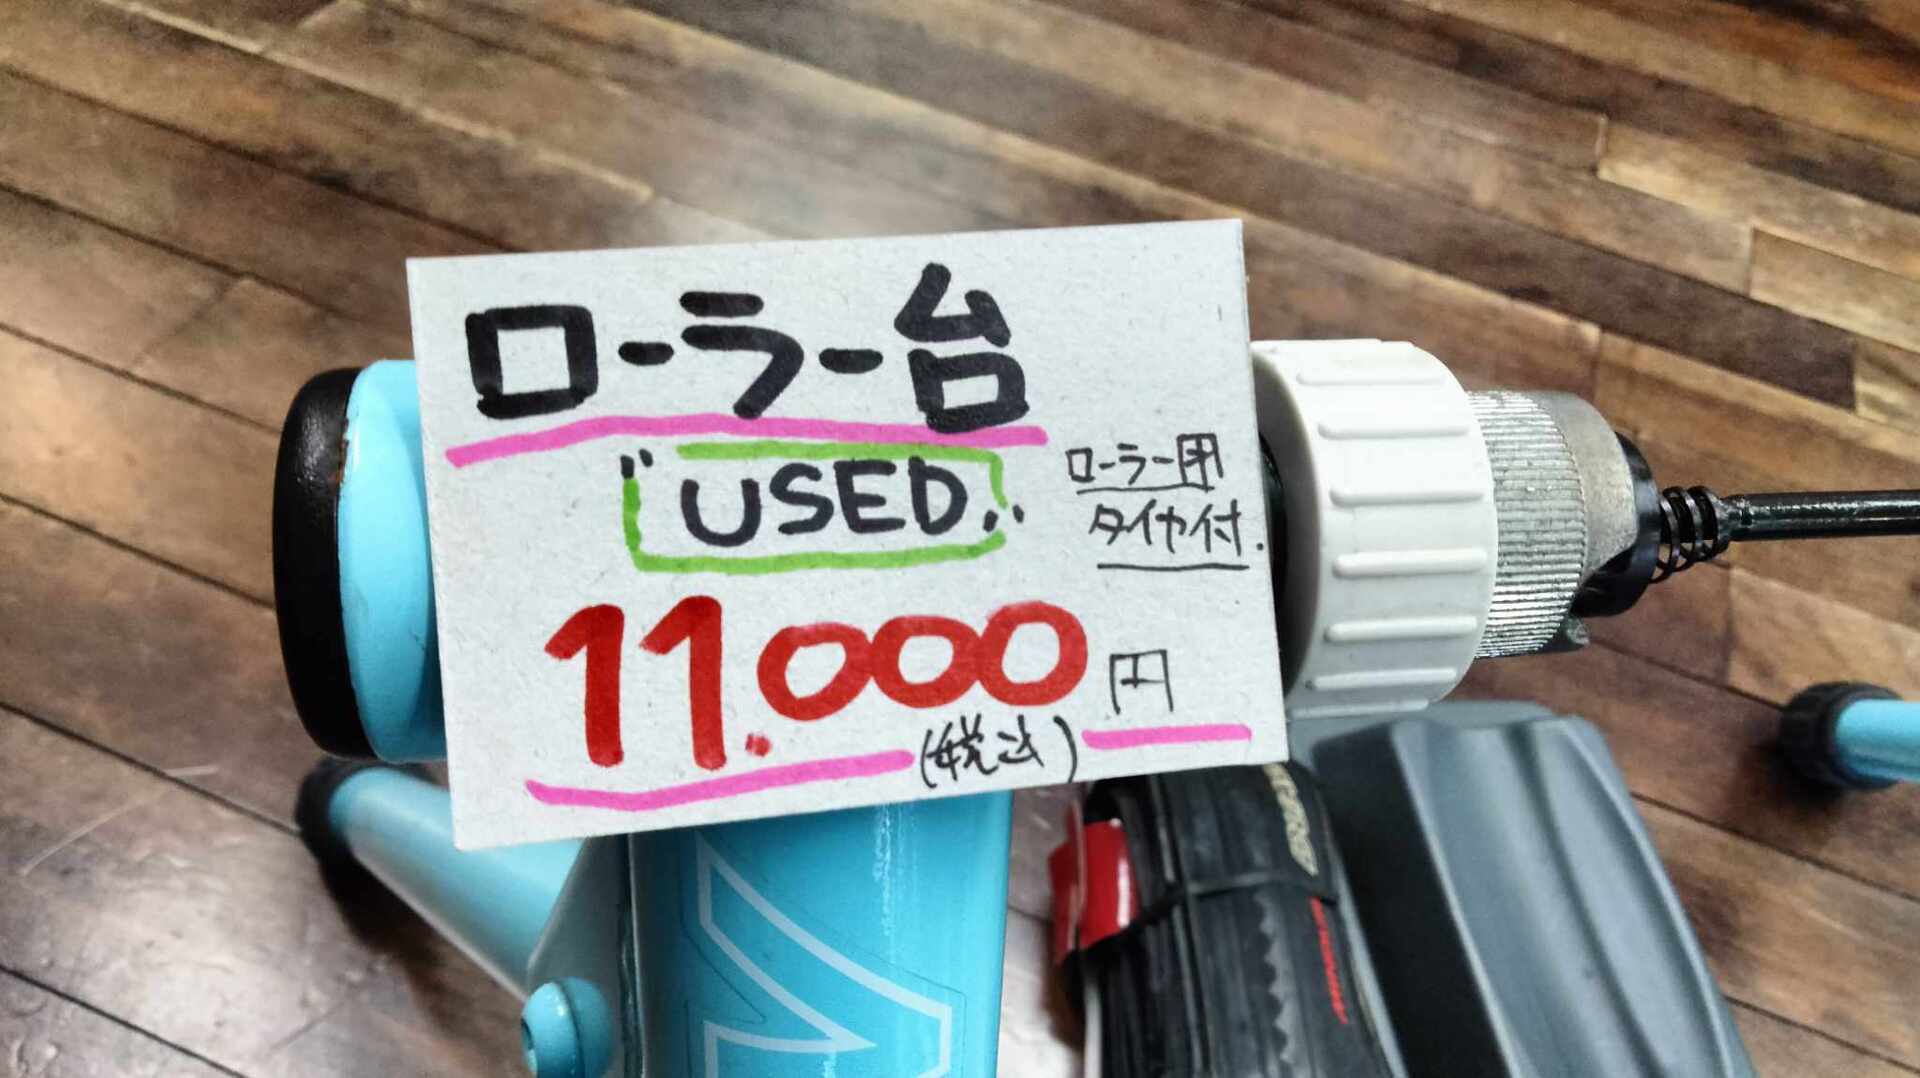 ローラー台
"USED"
ローラー用
タイヤ付.
11.000円
(税込)